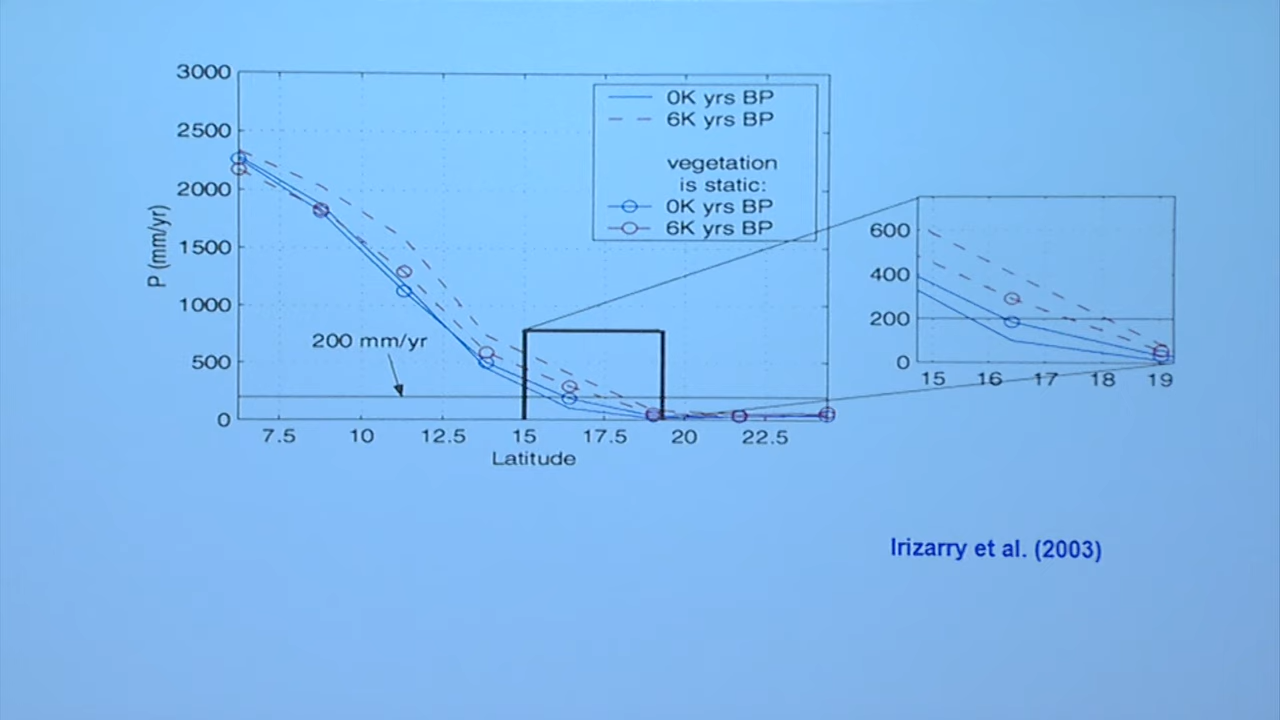 3000
2500
2000
1500
1000
500
0
P (mm/yr)
7.5 10 12.5 15 17.5 20 22.5
Latitude
200 mm/yr
0K yrs BP
6K yrs BP
vegetation
is static:
0K yrs BP
6K yrs BP
600
400
200
0
15 16 17 18 19
Irizarry et al. (2003)